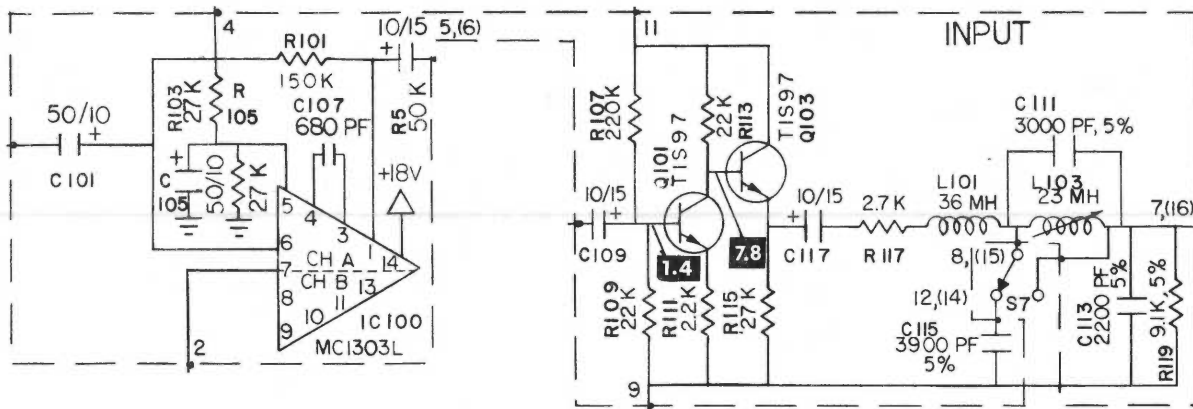 4
R101
150K
10/15
+
5,(6)
R5
50 K
50/10
+
C101
R103
27 K
R
105
C107
680 PF
+18V
+
C
105
50/10
27 K
5
4
3
1
14
6
7
CH A
CH B
13
8
11
10
9
IC100
MC1303L
2
11
INPUT
R107
220K
22K
R113
TIS97
Q103
Q101
TIS97
C111
3000 PF, 5%
10/15
+
C109
1.4
7.8
10/15
+
C117
2.7K
R117
L101
36 MH
L103
23 MH
7,(16)
8,(15)
12,(14)
S7
R109
22K
R111
2.2K
R115
27K
C115
3900 PF
5%
C113
2200 PF
5%
9.1K, 5%
R119
9